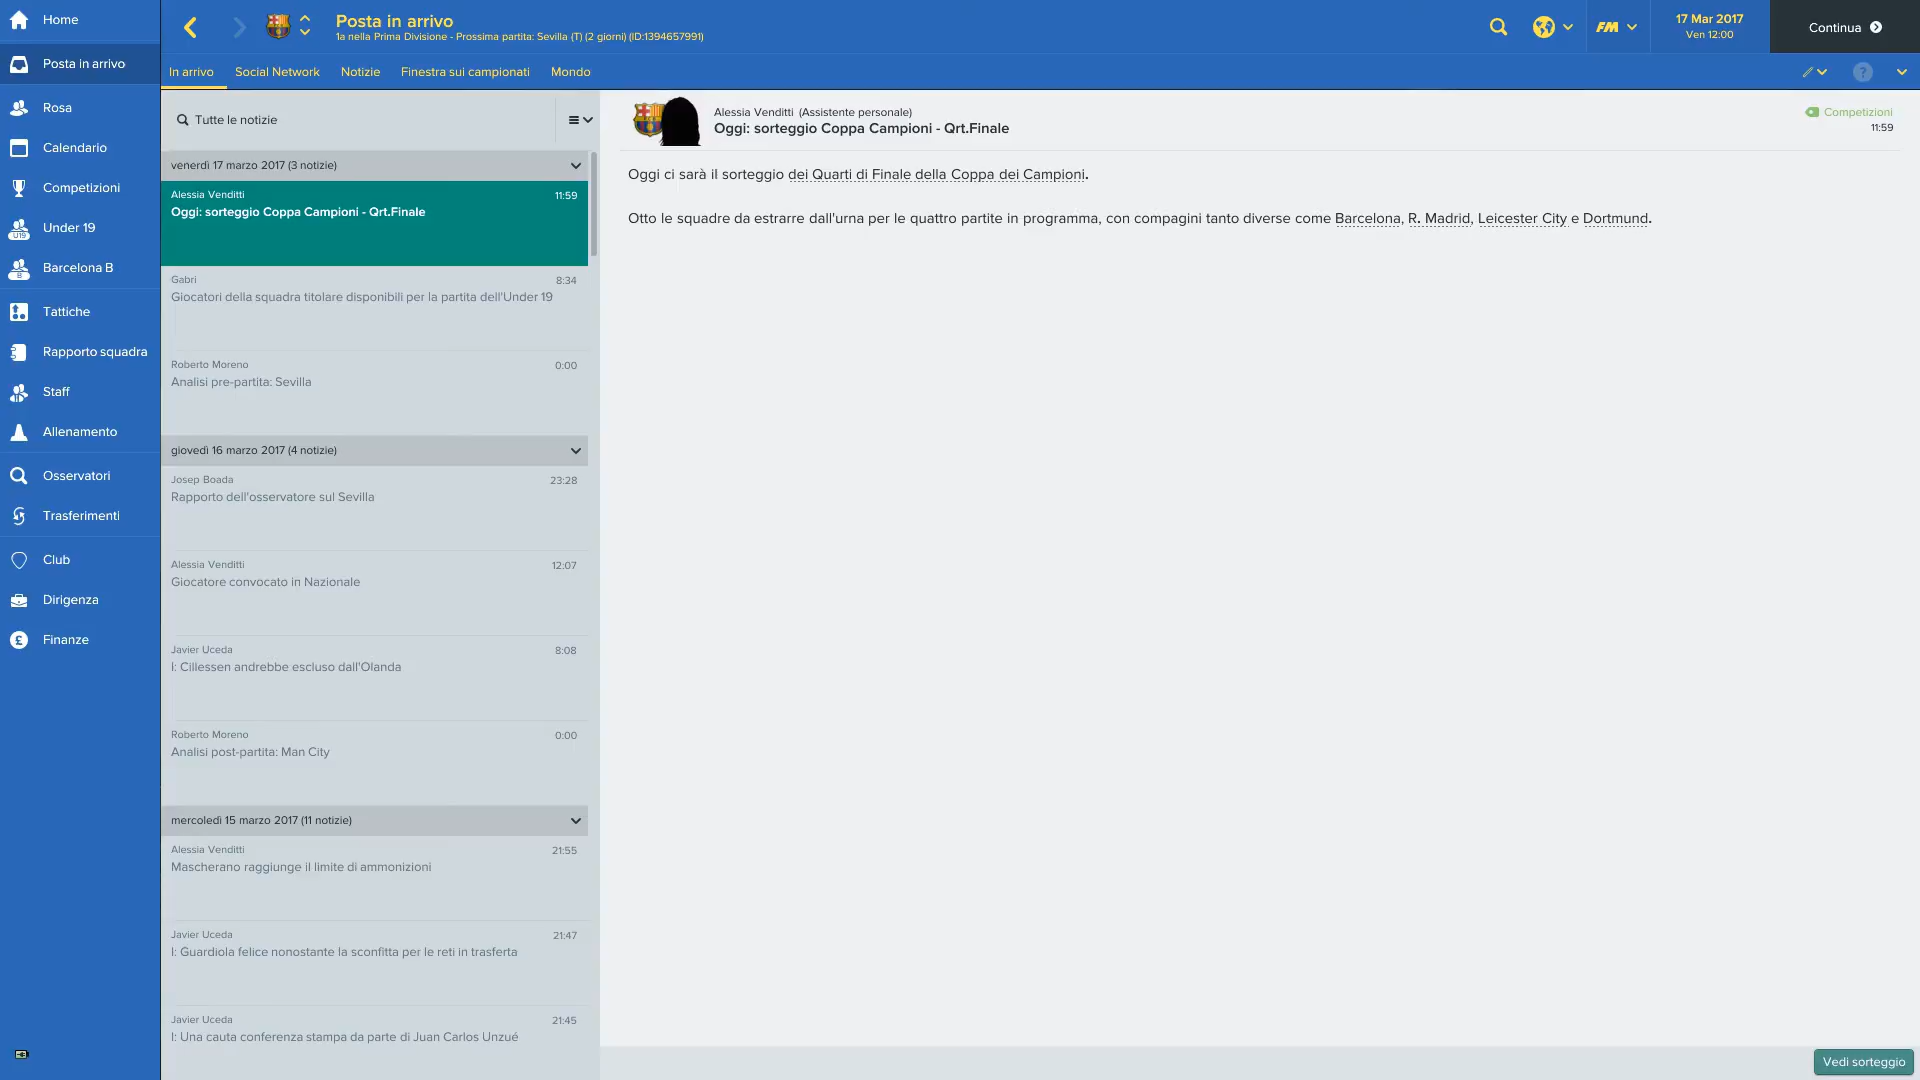 Home
Posta in arrivo
Rosa
Calendario
Competizioni
Under 19
Barcelona B
Tattiche
Rapporto squadra
Staff
Allenamento
Osservatori
Trasferimenti
Club
Dirigenza
Finanze
Posta in arrivo
1a nella Prima Divisione - Prossima partita: Sevilla (T) (2 giorni) (ID:1394657991)
FM
17 Mar 2017
Ven 12:00
Continua
In arrivo Social Network Notizie Finestra sui campionati Mondo
?
Tutte le notizie
venerdì 17 marzo 2017 (3 notizie)
Alessia Venditti 11:59
Oggi: sorteggio Coppa Campioni - Qrt.Finale
Gabri 8:34
Giocatori della squadra titolare disponibili per la partita dell'Under 19
Roberto Moreno 0:00
Analisi pre-partita: Sevilla
giovedì 16 marzo 2017 (4 notizie)
Josep Boada 23:28
Rapporto dell'osservatore sul Sevilla
Alessia Venditti 12:07
Giocatore convocato in Nazionale
Javier Uceda 8:08
I: Cillessen andrebbe escluso dall'Olanda
Roberto Moreno 0:00
Analisi post-partita: Man City
mercoledì 15 marzo 2017 (11 notizie)
Alessia Venditti 21:55
Mascherano raggiunge il limite di ammonizioni
Javier Uceda 21:47
I: Guardiola felice nonostante la sconfitta per le reti in trasferta
Javier Uceda 21:45
I: Una cauta conferenza stampa da parte di Juan Carlos Unzué
Alessia Venditti (Assistente personale)
Oggi: sorteggio Coppa Campioni - Qrt.Finale
Competizioni
11:59
Oggi ci sarà il sorteggio dei Quarti di Finale della Coppa dei Campioni.
Otto le squadre da estrarre dall'urna per le quattro partite in programma, con compagini tanto diverse come Barcelona, R. Madrid, Leicester City e Dortmund.
Vedi sorteggio